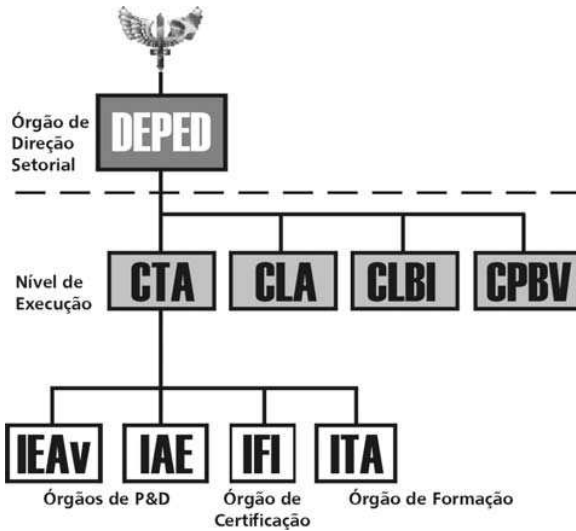 Órgão de
Direção
Setorial
DEPED
Nível de
Execução
CTA CLA CLBI CPBV
IEAv IAE IFI ITA
Órgãos de P&D Órgão de Certificação Órgão de Formação